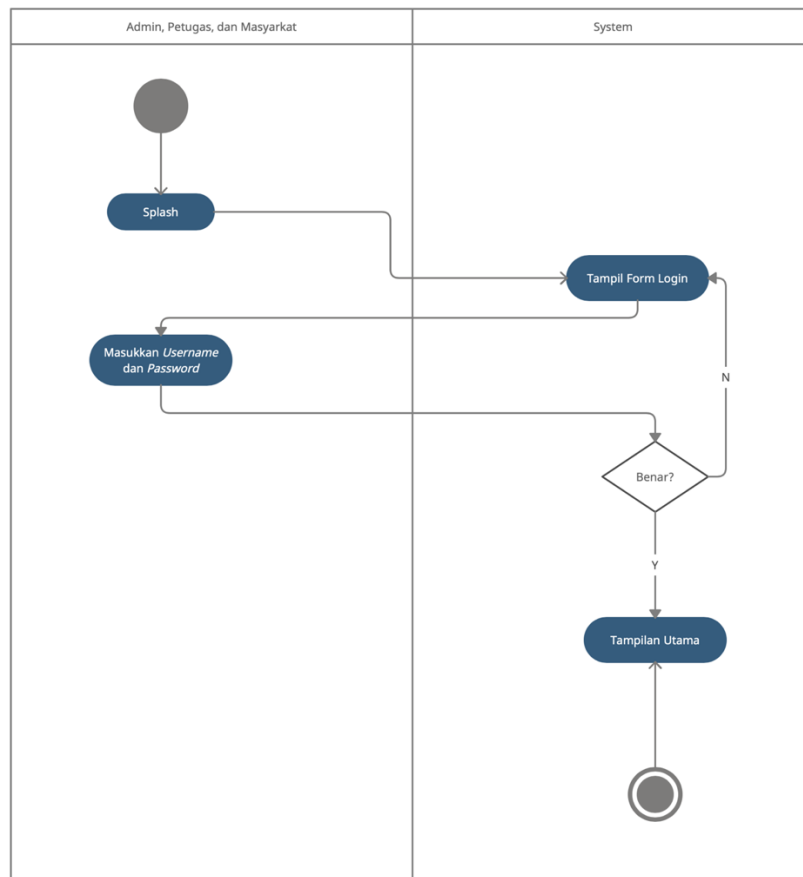 Admin, Petugas, dan Masyarkat
System
Splash
Tampil Form Login
Masukkan Username
dan Password
N
Benar?
Y
Tampilan Utama